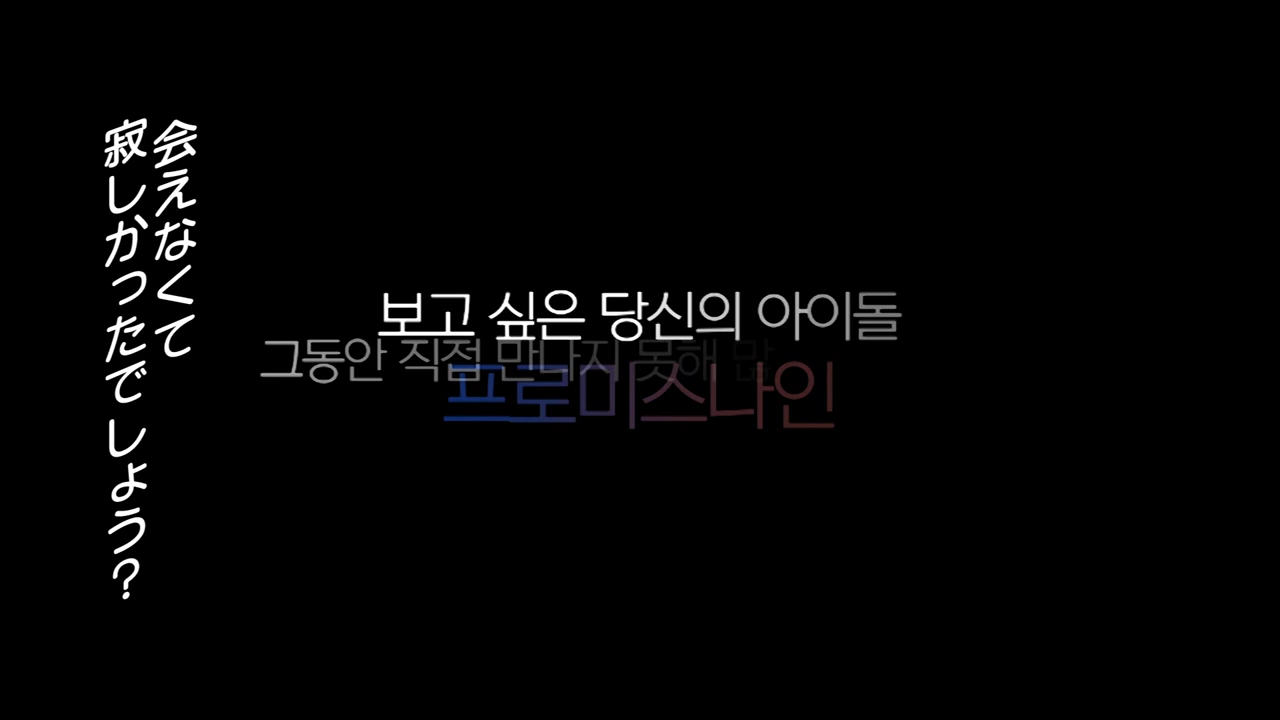 会えなくて
寂しかったでしょう？
보고 싶은 당신의 아이돌
그동안 직접 만나지 못해 많
프로미스나인